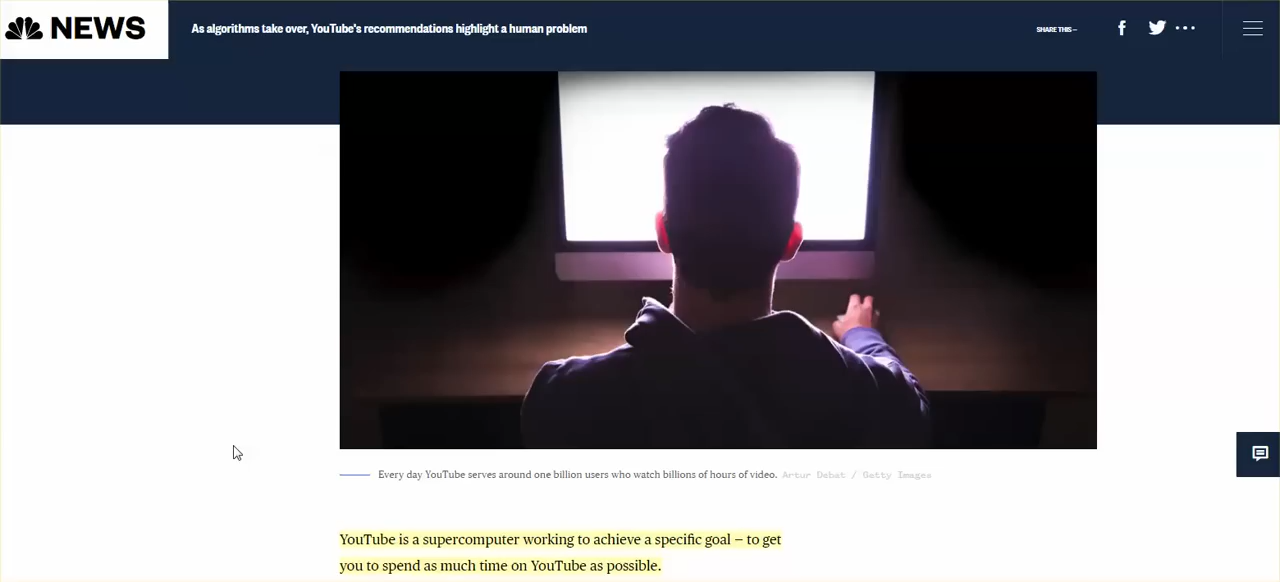 NEWS
As algorithms take over, YouTube's recommendations highlight a human problem
SHARE THIS —
Every day YouTube serves around one billion users who watch billions of hours of video. Artur Debat / Getty Images
YouTube is a supercomputer working to achieve a specific goal — to get
you to spend as much time on YouTube as possible.